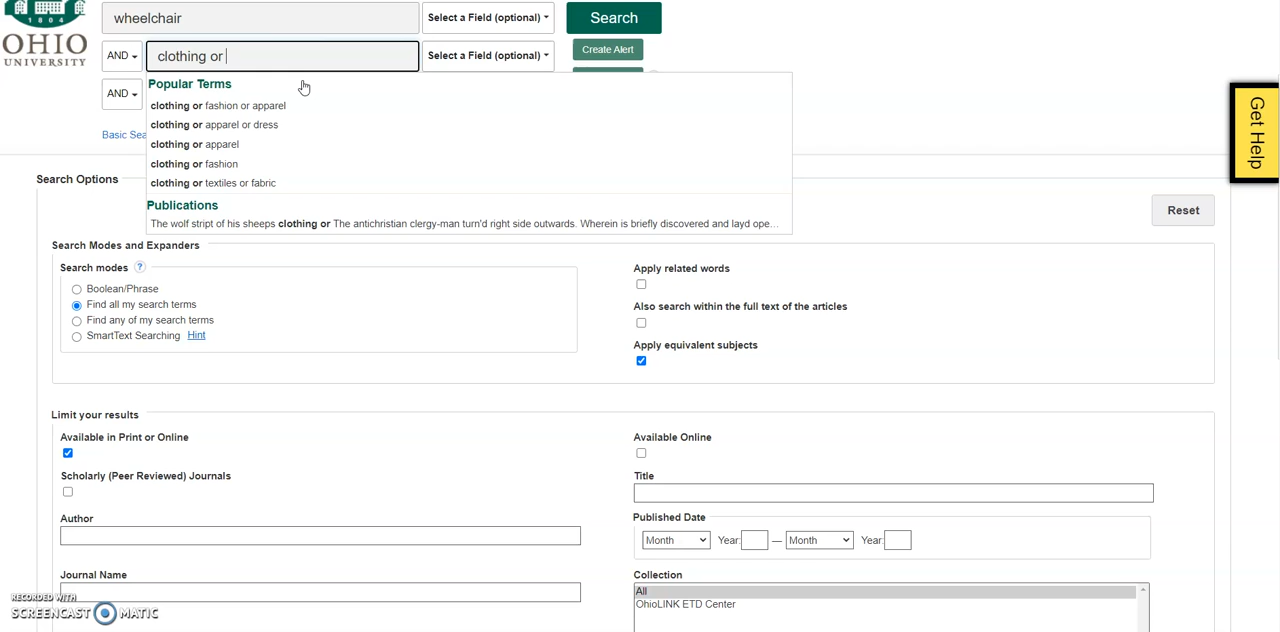 1804
OHIO
UNIVERSITY
wheelchair
Select a Field (optional)
Search
AND
clothing or
Select a Field (optional)
Create Alert
AND
Popular Terms
clothing or fashion or apparel
clothing or apparel or dress
clothing or apparel
clothing or fashion
clothing or textiles or fabric
Publications
The wolf stript of his sheeps clothing or The antichristian clergy-man turn'd right side outwards. Wherein is briefly discovered and layd ope...
Basic Sea
Get Help
Search Options
Reset
Search Modes and Expanders
Search modes ?
Boolean/Phrase
Find all my search terms
Find any of my search terms
SmartText Searching Hint
Apply related words
Also search within the full text of the articles
Apply equivalent subjects
Limit your results
Available in Print or Online
Available Online
Scholarly (Peer Reviewed) Journals
Title
Author
Published Date
Month Year: — Month Year:
Journal Name
Collection
All
OhioLINK ETD Center
RECORDED WITH
SCREENCAST MATIC